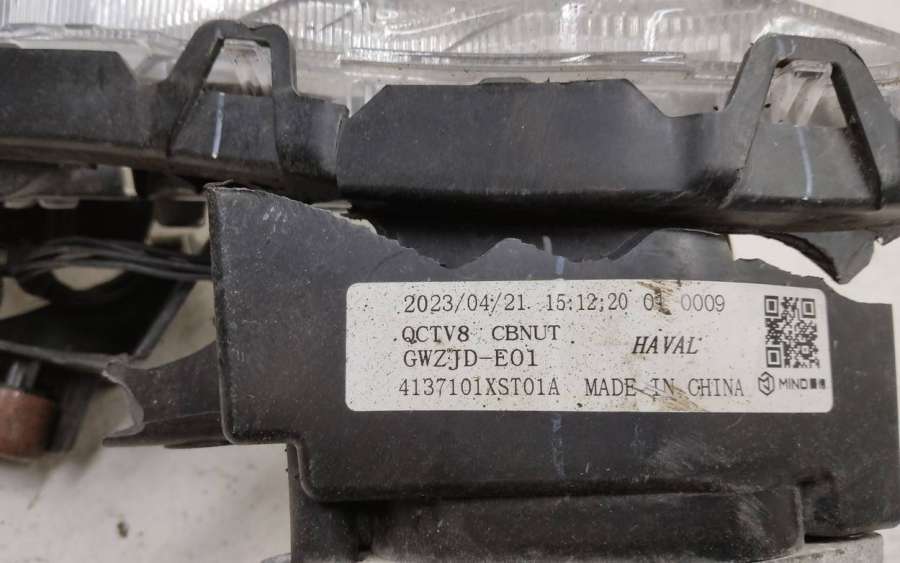 2023/04/21 15:12:20 01 0009
QCTV8 CBNUT
GWZJD-E01
HAVAL
4137101XST01A MADE IN CHINA
MIND